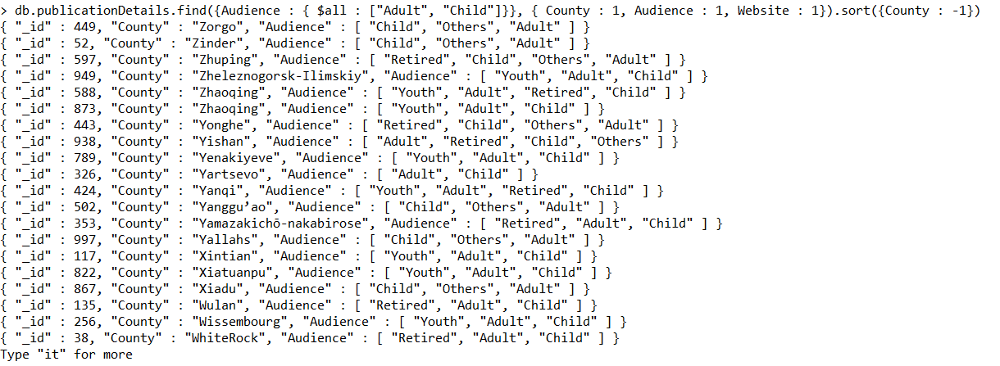 > db.publicationDetails.find({Audience : { $all : ["Adult", "Child"]}}, { County : 1, Audience : 1, Website : 1}).sort({County : -1})
{ "_id" : 449, "County" : "Zorgo", "Audience" : [ "Child", "Others", "Adult" ] }
{ "_id" : 52, "County" : "Zinder", "Audience" : [ "Child", "Others", "Adult" ] }
{ "_id" : 597, "County" : "Zhuping", "Audience" : [ "Retired", "Child", "Others", "Adult" ] }
{ "_id" : 949, "County" : "Zheleznogorsk-Ilimskiy", "Audience" : [ "Youth", "Adult", "Child" ] }
{ "_id" : 588, "County" : "Zhaoqing", "Audience" : [ "Youth", "Adult", "Retired", "Child" ] }
{ "_id" : 873, "County" : "Zhaoqing", "Audience" : [ "Youth", "Adult", "Child" ] }
{ "_id" : 443, "County" : "Yonghe", "Audience" : [ "Retired", "Child", "Others", "Adult" ] }
{ "_id" : 938, "County" : "Yishan", "Audience" : [ "Adult", "Retired", "Child", "Others" ] }
{ "_id" : 789, "County" : "Yenakiyeve", "Audience" : [ "Youth", "Adult", "Child" ] }
{ "_id" : 326, "County" : "Yartsevo", "Audience" : [ "Adult", "Child" ] }
{ "_id" : 424, "County" : "Yanqi", "Audience" : [ "Youth", "Adult", "Retired", "Child" ] }
{ "_id" : 502, "County" : "Yanggu’ao", "Audience" : [ "Child", "Others", "Adult" ] }
{ "_id" : 353, "County" : "Yamazakichō-nakabirose", "Audience" : [ "Retired", "Adult", "Child" ] }
{ "_id" : 997, "County" : "Yallahs", "Audience" : [ "Child", "Others", "Adult" ] }
{ "_id" : 117, "County" : "Xintian", "Audience" : [ "Youth", "Adult", "Child" ] }
{ "_id" : 822, "County" : "Xiatuanpu", "Audience" : [ "Youth", "Adult", "Child" ] }
{ "_id" : 867, "County" : "Xiadu", "Audience" : [ "Child", "Others", "Adult" ] }
{ "_id" : 135, "County" : "Wulan", "Audience" : [ "Retired", "Adult", "Child" ] }
{ "_id" : 256, "County" : "Wissembourg", "Audience" : [ "Youth", "Adult", "Child" ] }
{ "_id" : 38, "County" : "WhiteRock", "Audience" : [ "Retired", "Adult", "Child" ] }
Type "it" for more